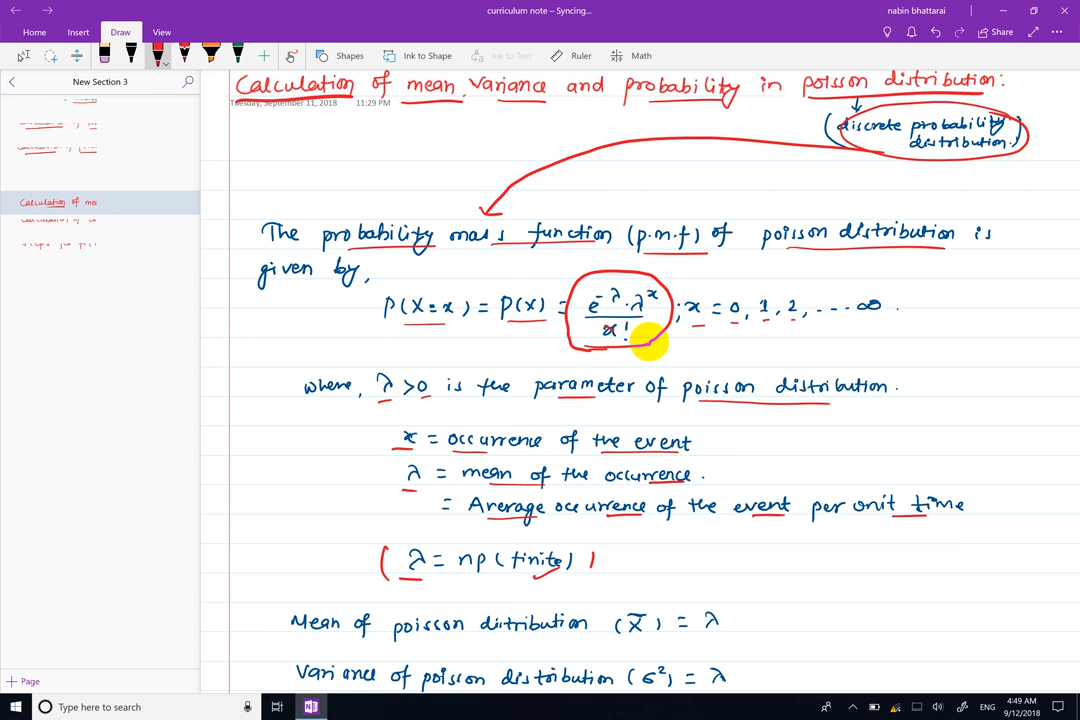 curriculum note - Syncing...
nabin bhattarai
Home Insert Draw View
Share
Shapes Ink to Shape Ink to Text Ruler Math
New Section 3
Calculation of mean, variance and probability in poisson distribution:
Tuesday, September 11, 2018 11:29 PM
(discrete probability
distribution)
Calculation of mea
The probability mass function (p.m.f) of poisson distribution is
given by,
P(X=x) = P(x) = e^-λ · λ^x / x! ; x = 0, 1, 2, .... ∞
where, λ > 0 is the parameter of poisson distribution.
x = occurrence of the event
λ = mean of the occurrence.
= Average occurrence of the event per unit time
(λ = np (finite))
Mean of poisson distribution (X̄) = λ
Variance of poisson distribution (σ²) = λ
Page
Type here to search
ENG
4:49 AM
9/12/2018